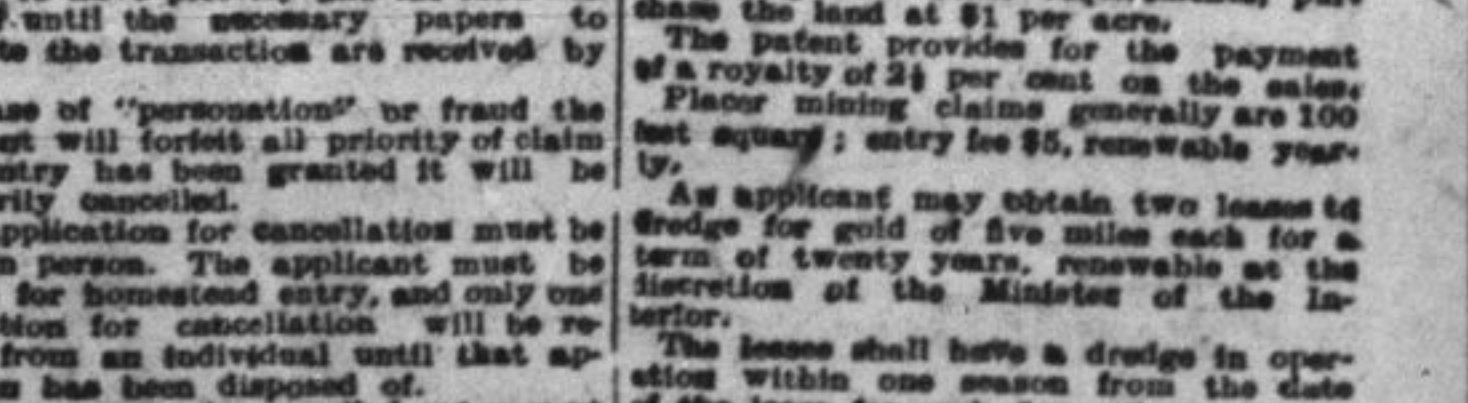 until the necessary papers to
the transaction are received by
of "personation" or fraud the
will forfeit all priority of claim
has been granted it will be
cancelled.
for cancellation must be
person. The applicant must be
for homestead entry, and only one
for cancellation will be re-
from an individual until that ap-
has been disposed of.
chase the land at $1 per acre.
The patent provides for the payment
of a royalty of 2½ per cent on the sales.
Placer mining claims generally are 100
feet square; entry fee $5, renewable year-
ly.
An applicant may obtain two leases to
dredge for gold of five miles each for a
term of twenty years, renewable at the
discretion of the Minister of the In-
terior.
The lessee shall have a dredge in oper-
ation within one season from the date